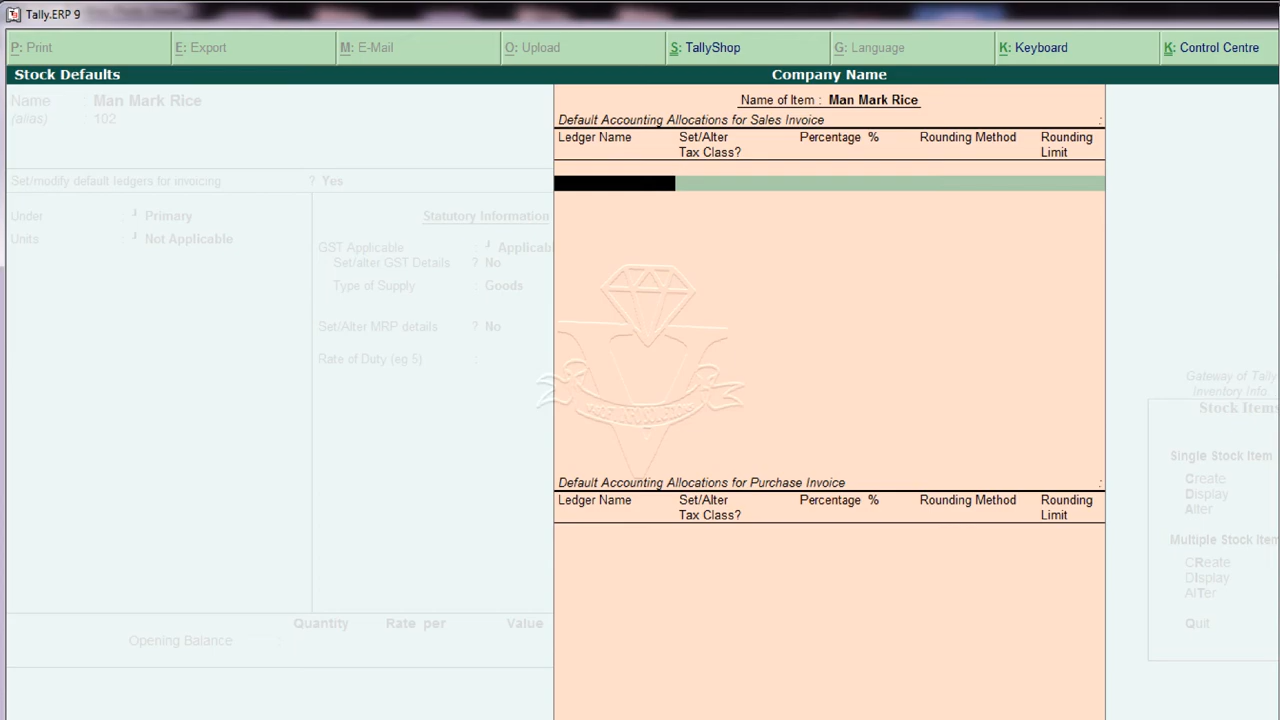 Tally.ERP 9
P: Print E: Export M: E-Mail O: Upload S: TallyShop G: Language K: Keyboard K: Control Centre
Stock Defaults Company Name
Name : Man Mark Rice
(alias) : 102
Set/modify default ledgers for invoicing ? Yes
Under : Primary
Units : Not Applicable
Statutory Information
GST Applicable : Applicab
Set/alter GST Details ? No
Type of Supply : Goods
Set/Alter MRP details ? No
Rate of Duty (eg 5) :
Quantity Rate per Value
Opening Balance :
Name of Item : Man Mark Rice
Default Accounting Allocations for Sales Invoice :
Ledger Name Set/Alter Percentage % Rounding Method Rounding
Tax Class? Limit
Default Accounting Allocations for Purchase Invoice :
Ledger Name Set/Alter Percentage % Rounding Method Rounding
Tax Class? Limit
Gateway of Tally
Inventory Info.
Stock Items
Single Stock Item
Create
Display
Alter
Multiple Stock Item
CReate
DIsplay
AlTer
Quit